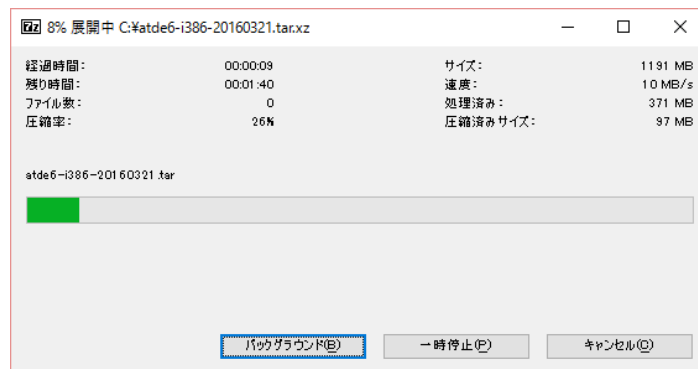 7z 8% 展開中 C:¥atde6-i386-20160321.tar.xz
経過時間: 00:00:09 サイズ: 1191 MB
残り時間: 00:01:40 速度: 10 MB/s
ファイル数: 0 処理済み: 371 MB
圧縮率: 26% 圧縮済みサイズ: 97 MB
atde6-i386-20160321.tar
バックグラウンド(B) 一時停止(P) キャンセル(C)